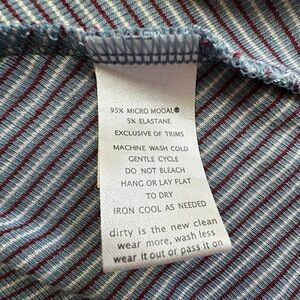 95% MICRO MODAL®
5% ELASTANE
EXCLUSIVE OF TRIMS
MACHINE WASH COLD
GENTLE CYCLE
DO NOT BLEACH
HANG OR LAY FLAT
TO DRY
IRON COOL AS NEEDED
dirty is the new clean
wear more, wash less
wear it out or pass it on